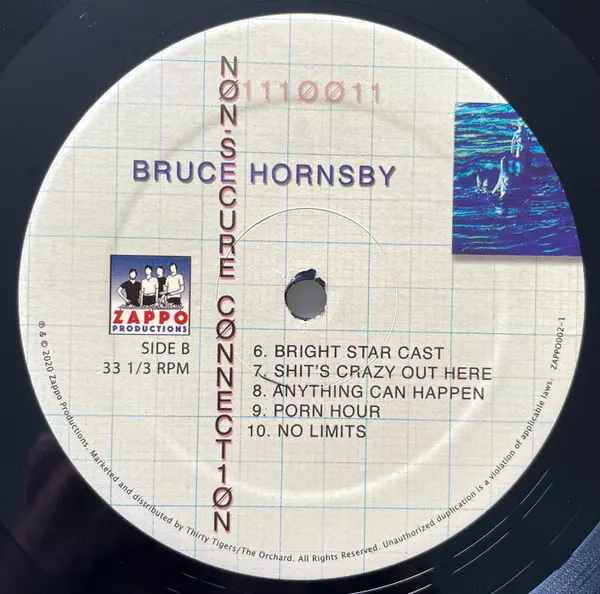 NØN-SECURE CØNNECT1ØN
1110011
BRUCE HORNSBY
ZAPPO
PRODUCTIONS
SIDE B
33 1/3 RPM
6. BRIGHT STAR CAST
7. SHIT'S CRAZY OUT HERE
8. ANYTHING CAN HAPPEN
9. PORN HOUR
10. NO LIMITS
℗ & © 2020 Zappo Productions. Marketed and distributed by Thirty Tigers/The Orchard. All Rights Reserved. Unauthorized duplication is a violation of applicable laws.
ZAPPO002-1